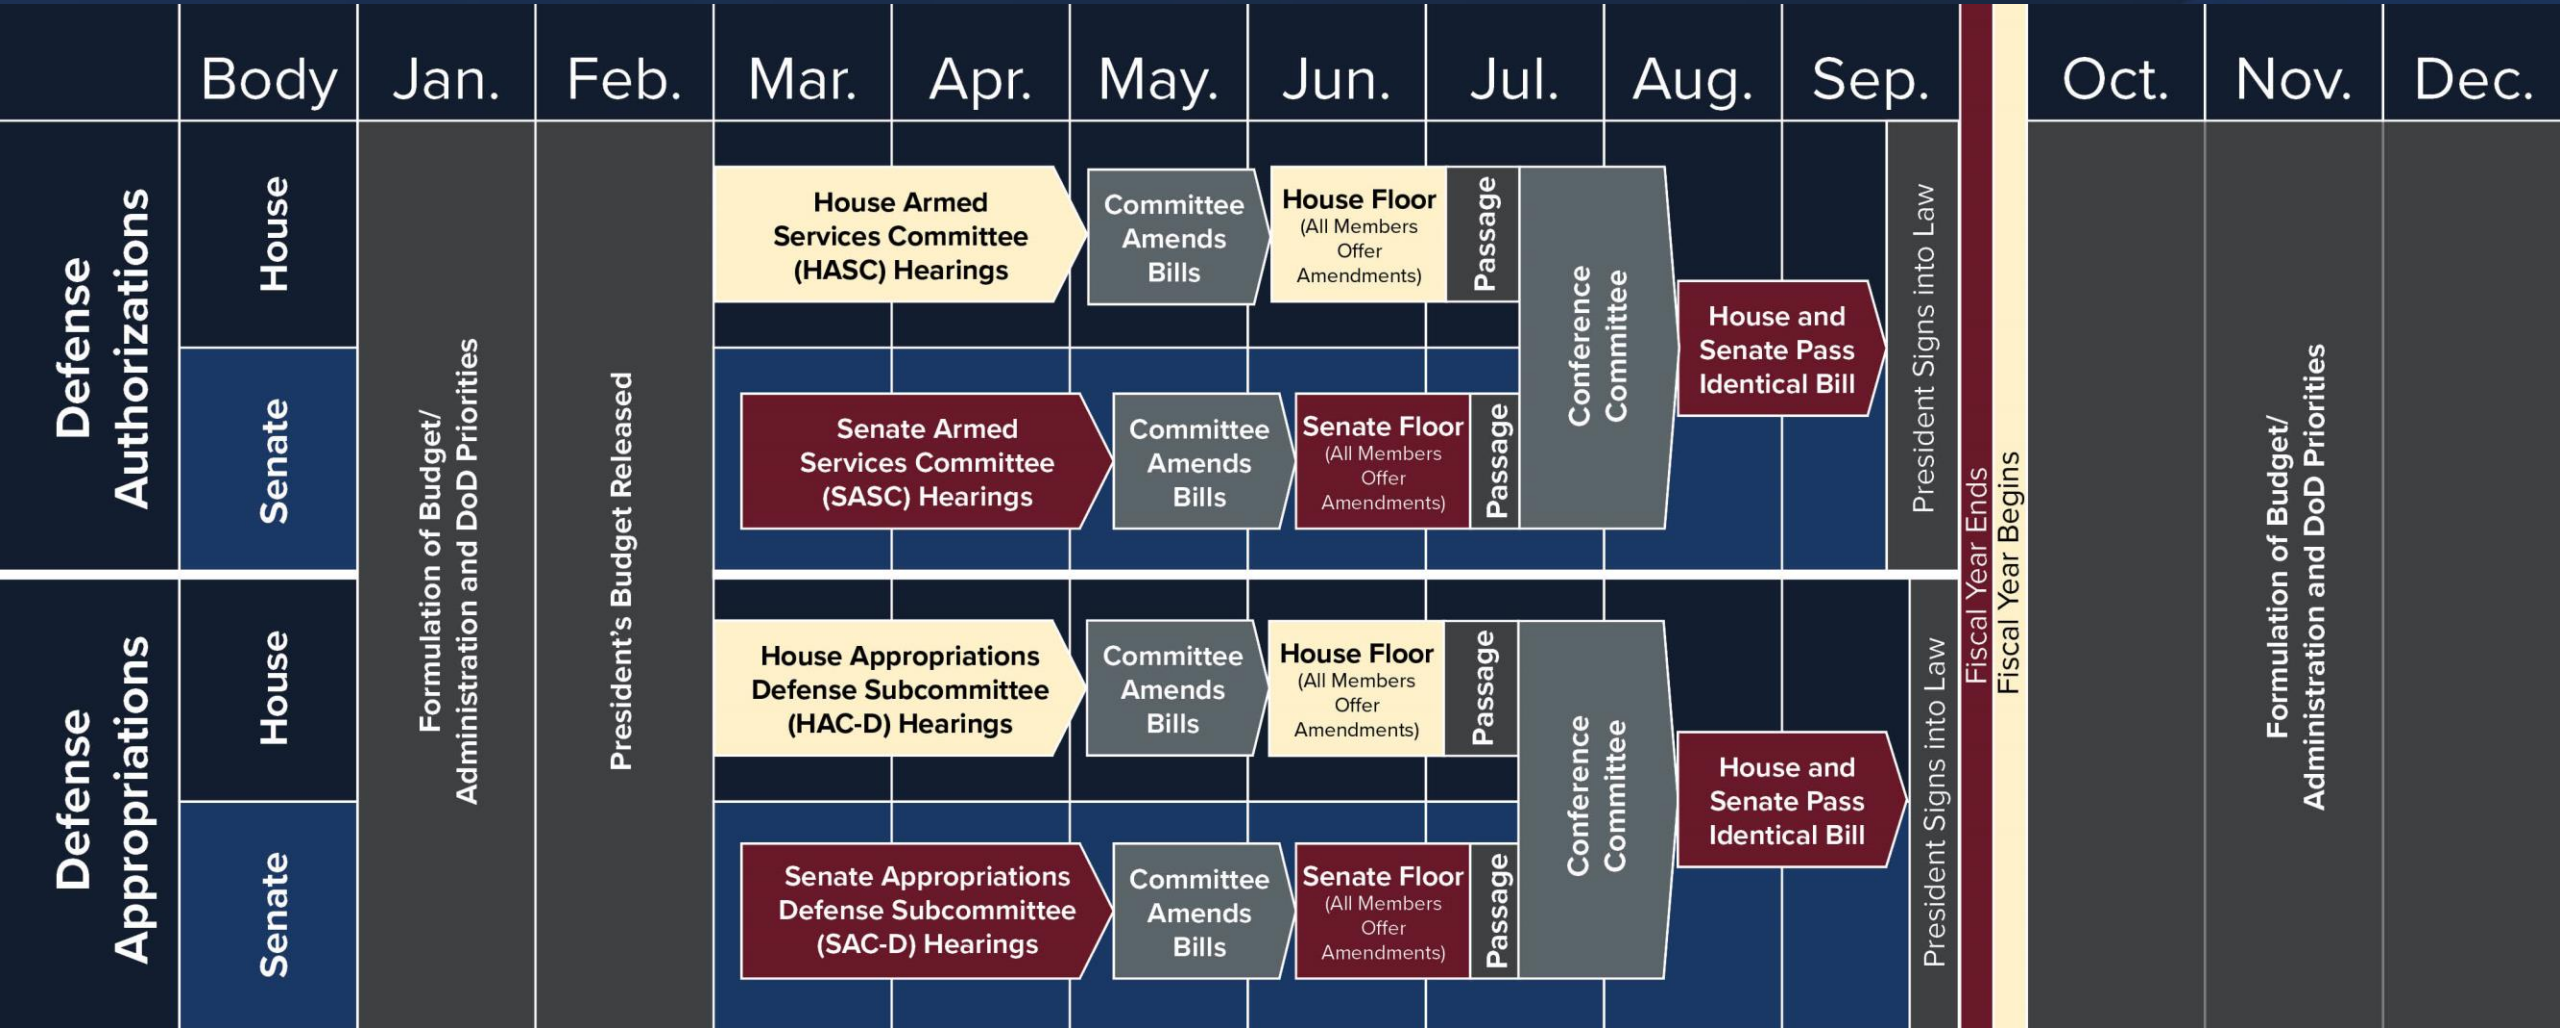 Body
Jan.
Feb.
Mar.
Apr.
May.
Jun.
Jul.
Aug.
Sep.
Oct.
Nov.
Dec.
Defense
Authorizations
House
Senate
Formulation of Budget/
Administration and DoD Priorities
President's Budget Released
House Armed
Services Committee
(HASC) Hearings
Committee
Amends
Bills
House Floor
(All Members
Offer
Amendments)
Passage
Senate Armed
Services Committee
(SASC) Hearings
Committee
Amends
Bills
Senate Floor
(All Members
Offer
Amendments)
Passage
Conference
Committee
House and
Senate Pass
Identical Bill
President Signs into Law
Defense
Appropriations
House
Senate
House Appropriations
Defense Subcommittee
(HAC-D) Hearings
Committee
Amends
Bills
House Floor
(All Members
Offer
Amendments)
Passage
Senate Appropriations
Defense Subcommittee
(SAC-D) Hearings
Committee
Amends
Bills
Senate Floor
(All Members
Offer
Amendments)
Passage
Conference
Committee
House and
Senate Pass
Identical Bill
President Signs into Law
Fiscal Year Ends
Fiscal Year Begins
Formulation of Budget/
Administration and DoD Priorities